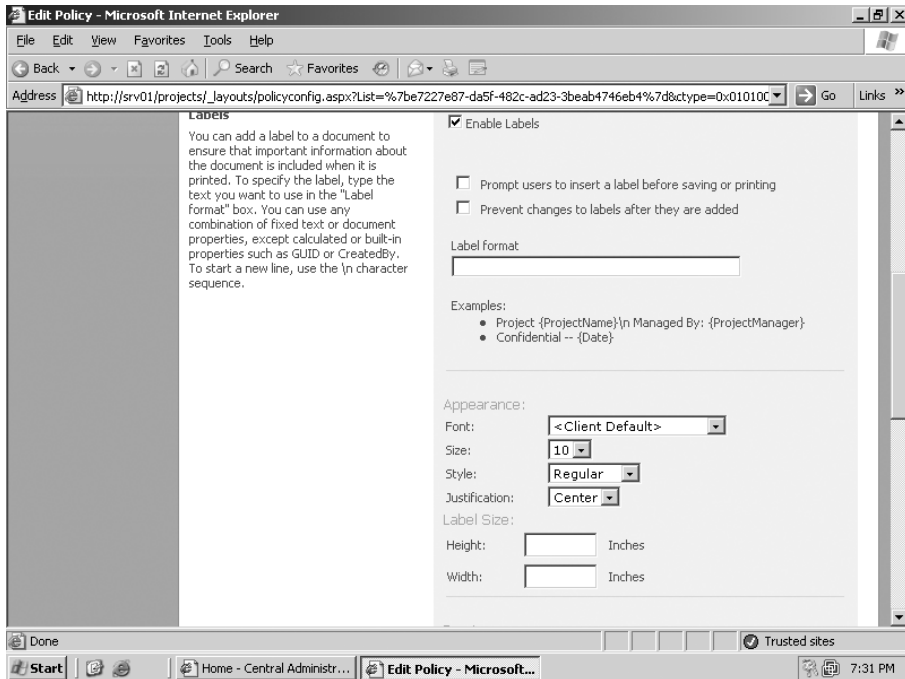 Edit Policy - Microsoft Internet Explorer
File Edit View Favorites Tools Help
Back Search Favorites
Address http://srv01/projects/_layouts/policyconfig.aspx?List=%7be7227e87-da5f-482c-ad23-3beab4746eb4%7d&ctype=0x01010C Go Links »
Labels
You can add a label to a document to
ensure that important information about
the document is included when it is
printed. To specify the label, type the
text you want to use in the "Label
format" box. You can use any
combination of fixed text or document
properties, except calculated or built-in
properties such as GUID or CreatedBy.
To start a new line, use the \n character
sequence.
Enable Labels
Prompt users to insert a label before saving or printing
Prevent changes to labels after they are added
Label format
Examples:
Project {ProjectName}\n Managed By: {ProjectManager}
Confidential -- {Date}
Appearance:
Font: <Client Default>
Size: 10
Style: Regular
Justification: Center
Label Size:
Height: Inches
Width: Inches
Done Trusted sites
Start Home - Central Administr... Edit Policy - Microsoft... 7:31 PM